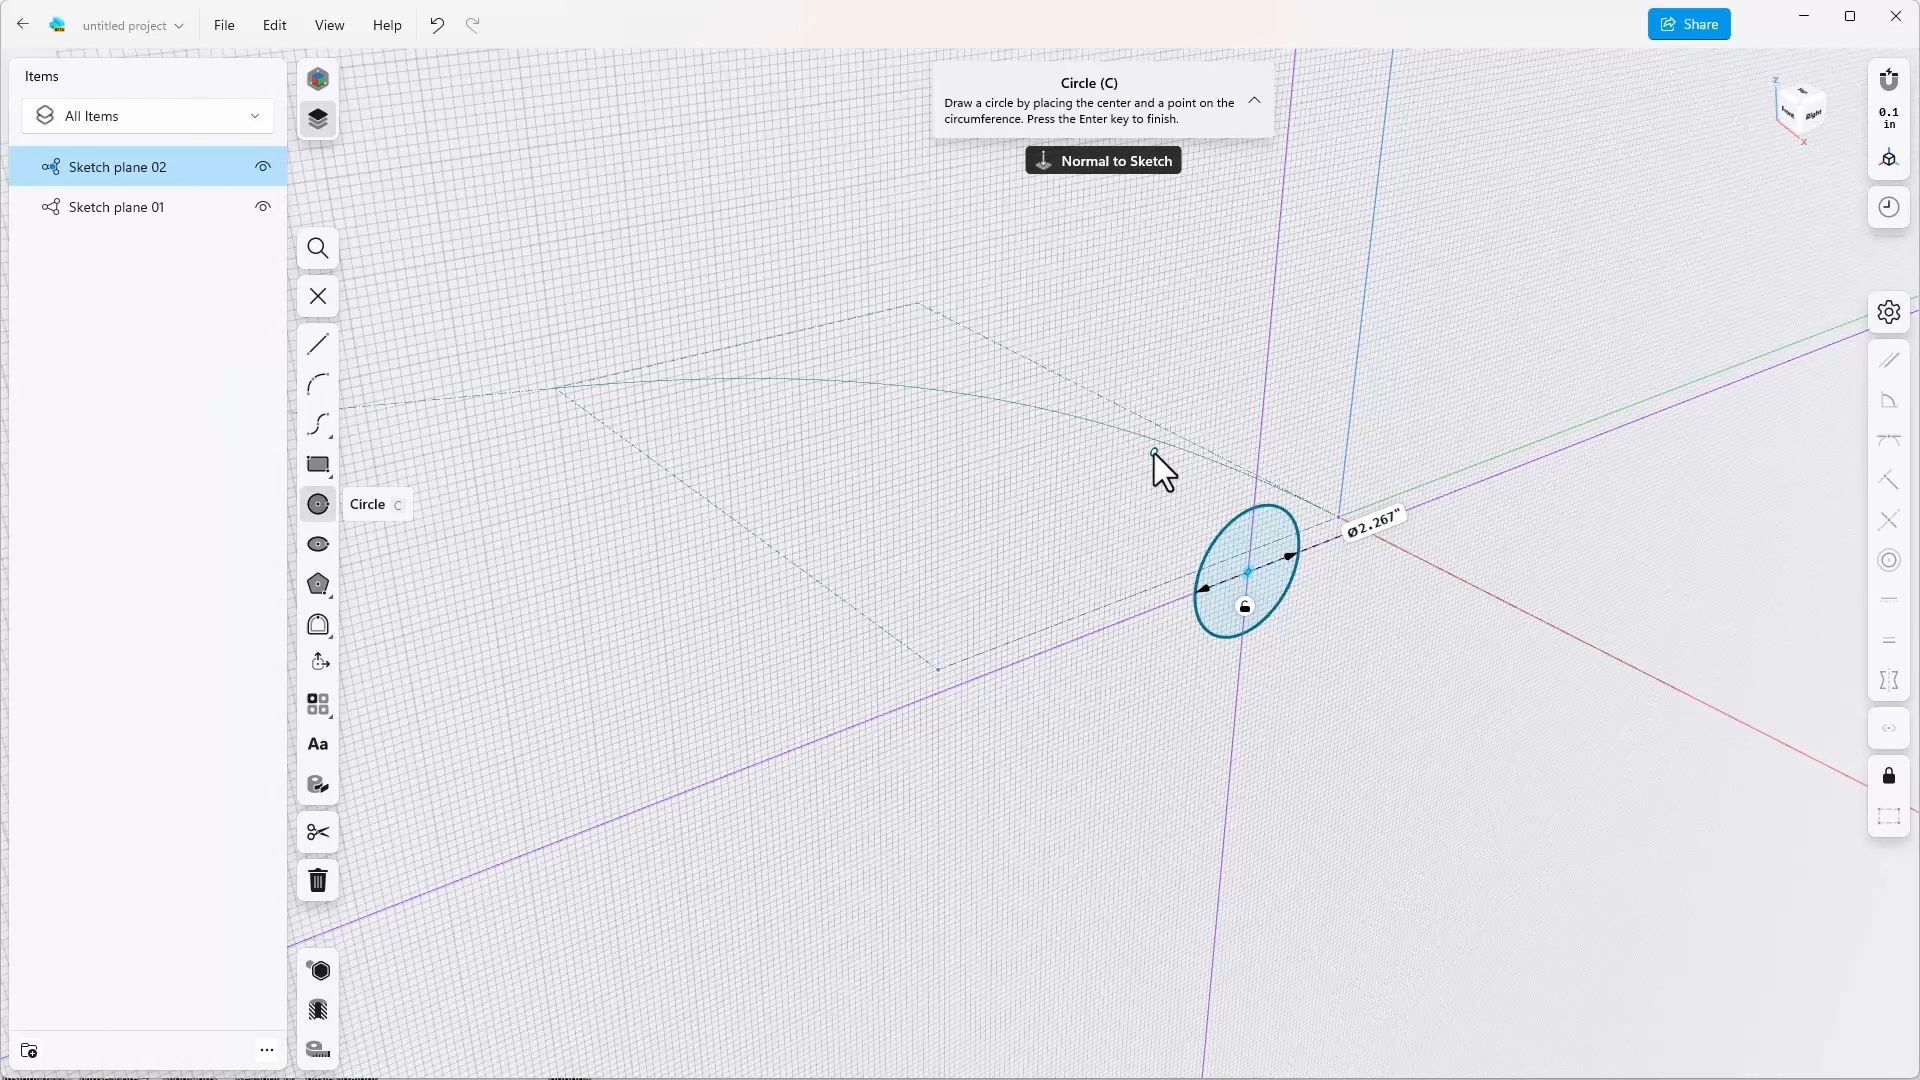 untitled project
File
Edit
View
Help
Share
Items
All Items
Sketch plane 02
Sketch plane 01
Circle (C)
Draw a circle by placing the center and a point on the
circumference. Press the Enter key to finish.
Normal to Sketch
Z
Right
X
0.1
in
Circle C
Ø2.267"
Aa